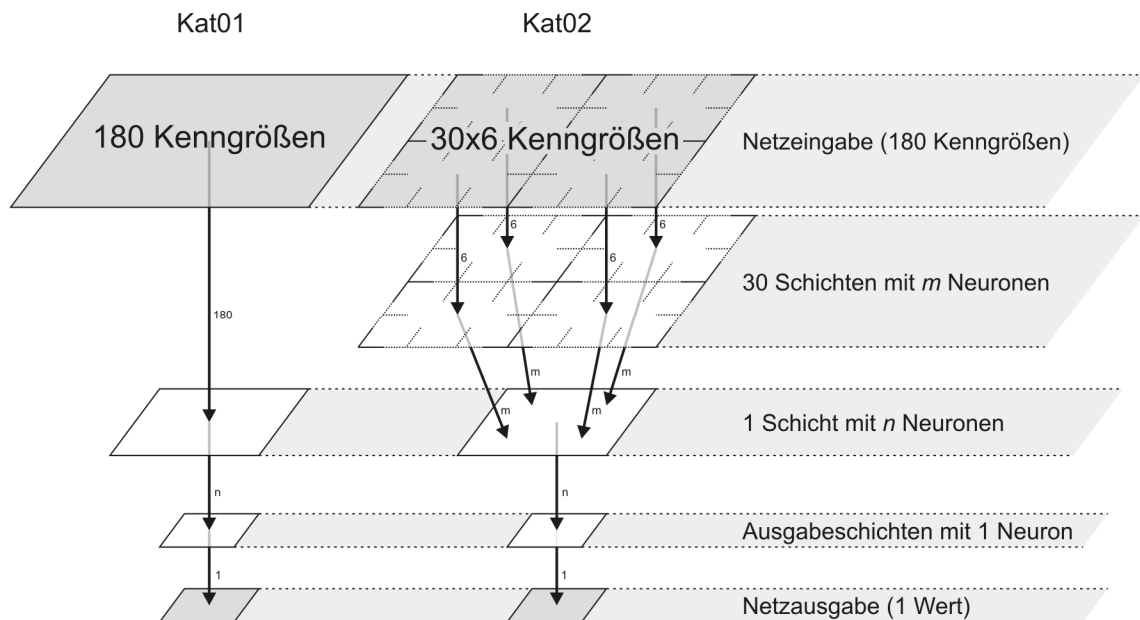 Kat01
Kat02
180 Kenngrößen
30x6 Kenngrößen
Netzeingabe (180 Kenngrößen)
6
6
6
6
30 Schichten mit m Neuronen
180
m
m
m
m
1 Schicht mit n Neuronen
n
n
Ausgabeschichten mit 1 Neuron
1
1
Netzausgabe (1 Wert)